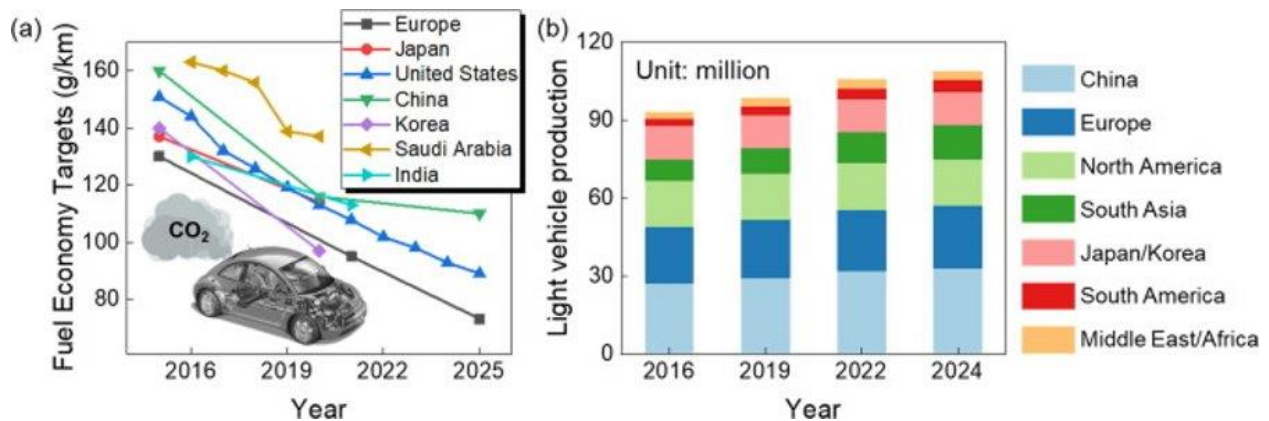 (a)
Fuel Economy Targets (g/km)
160
140
120
100
80
2016
2019
2022
2025
Year
Europe
Japan
United States
China
Korea
Saudi Arabia
India
CO2
(b)
Light vehicle production
120
90
60
30
0
Unit: million
2016
2019
2022
2024
Year
China
Europe
North America
South Asia
Japan/Korea
South America
Middle East/Africa